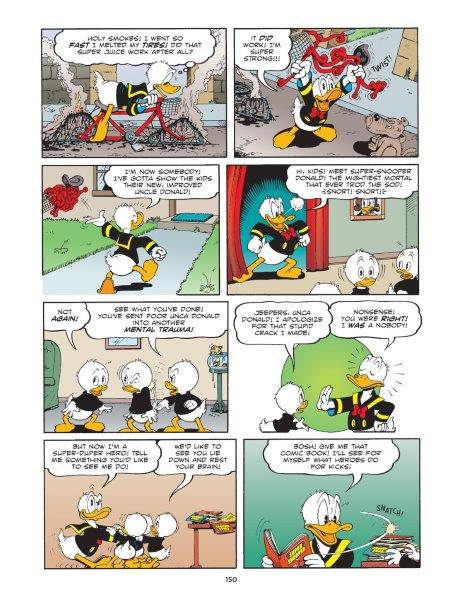 HOLY SMOKES! I WENT SO
FAST I MELTED MY TIRES! DID THAT
SUPER JUICE WORK AFTER ALL?
IT DID
WORK! I'M
SUPER
STRONG!!!
TWIST!
I'M NOW SOMEBODY!
I'VE GOTTA SHOW THE KIDS
THEIR NEW, IMPROVED
UNCLE DONALD!
HI, KIDS! MEET SUPER-SNOOPER
DONALD! THE MIGHTIEST MORTAL
THAT EVER TROD THE SOD!
}SNORT! SNORT!{
NOT
AGAIN!
SEE WHAT YOU'VE DONE!
YOU'VE SENT POOR UNCA DONALD
INTO ANOTHER
MENTAL TRAUMA!
JEEPERS, UNCA
DONALD! I APOLOGIZE
FOR THAT STUPID
CRACK I MADE!
NONSENSE!
YOU WERE RIGHT!
I WAS A NOBODY!
BUT NOW I'M A
SUPER-DUPER HERO! TELL
ME SOMETHING YOU'D LIKE
TO SEE ME DO!
WE'D LIKE TO
SEE YOU LIE
DOWN AND REST
YOUR BRAIN!
BOSH! GIVE ME THAT
COMIC BOOK! I'LL SEE FOR
MYSELF WHAT HEROES DO
FOR KICKS!
SNATCH!
150